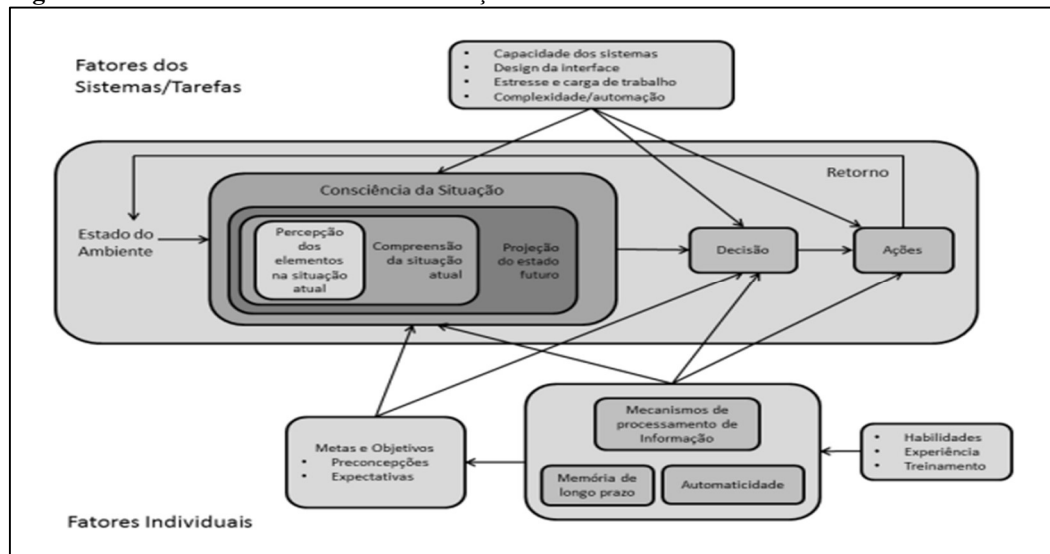 Fatores dos
Sistemas/Tarefas
• Capacidade dos sistemas
• Design da interface
• Estresse e carga de trabalho
• Complexidade/automação
Retorno
Consciência da Situação
Estado do
Ambiente
Percepção
dos
elementos
na situação
atual
Compreensão
da situação
atual
Projeção
do estado
futuro
Decisão
Ações
Metas e Objetivos
• Preconcepções
• Expectativas
Mecanismos de
processamento de
Informação
Memória de
longo prazo
Automaticidade
• Habilidades
• Experiência
• Treinamento
Fatores Individuais